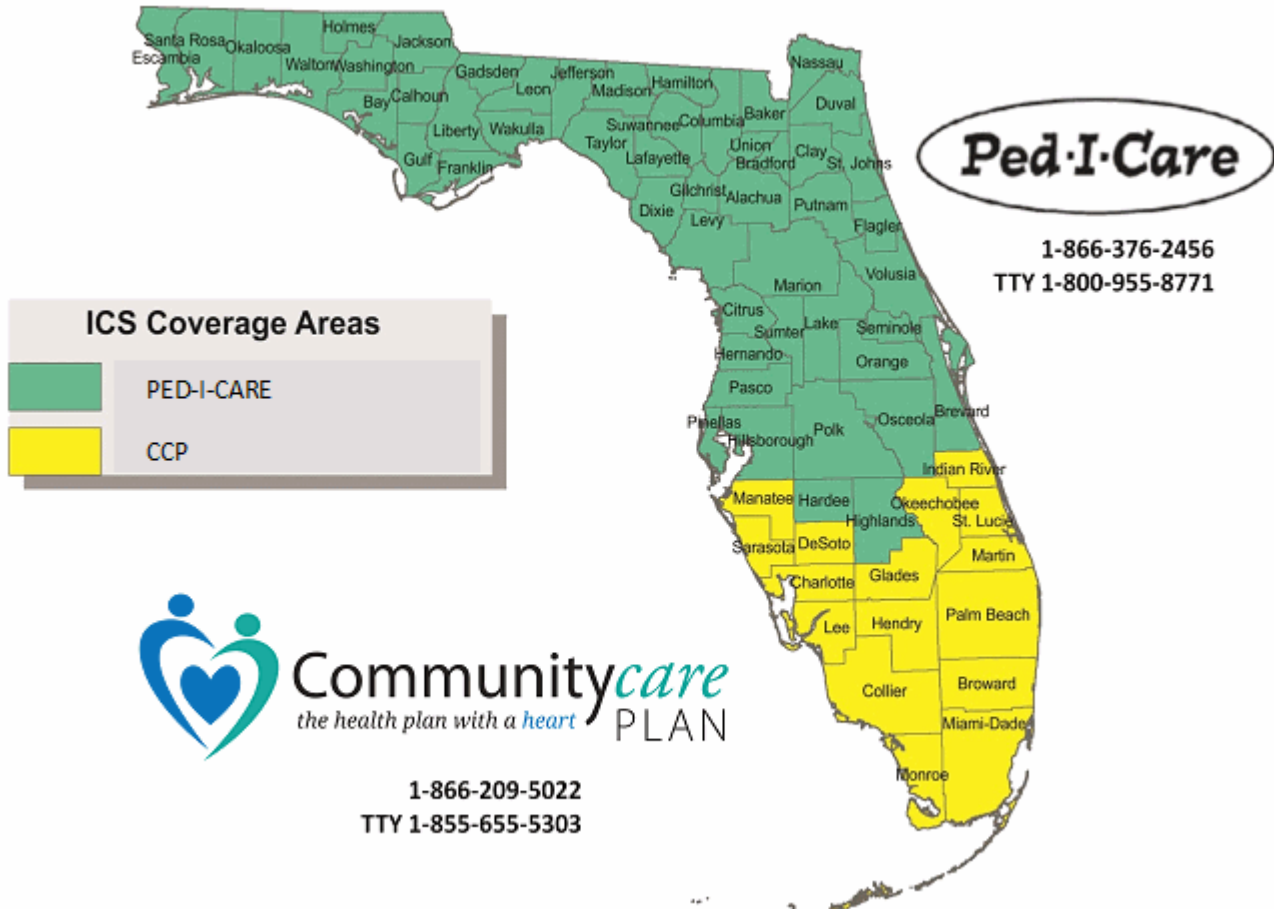 Holmes
Santa Rosa
Okaloosa
Jackson
Escambia
Walton
Washington
Nassau
Gadsden
Jefferson
Hamilton
Leon
Madison
Bay
Calhoun
Duval
Baker
Columbia
Suwannee
Liberty
Wakulla
Taylor
Union
Clay
Lafayette
Bradford
St. Johns
Gulf
Franklin
Gilchrist
Alachua
Putnam
Dixie
Levy
Flagler
Ped·I·Care
1-866-376-2456
TTY 1-800-955-8771
Volusia
Marion
Citrus
Lake
Sumter
Seminole
Hernando
Orange
Pasco
ICS Coverage Areas
PED-I-CARE
CCP
Brevard
Osceola
Pinellas
Polk
Hillsborough
Indian River
Manatee
Hardee
Okeechobee
Highlands
St. Lucie
DeSoto
Sarasota
Martin
Glades
Charlotte
Palm Beach
Hendry
Lee
Broward
Collier
Miami-Dade
Monroe
Communitycare
the health plan with a heart
PLAN
1-866-209-5022
TTY 1-855-655-5303